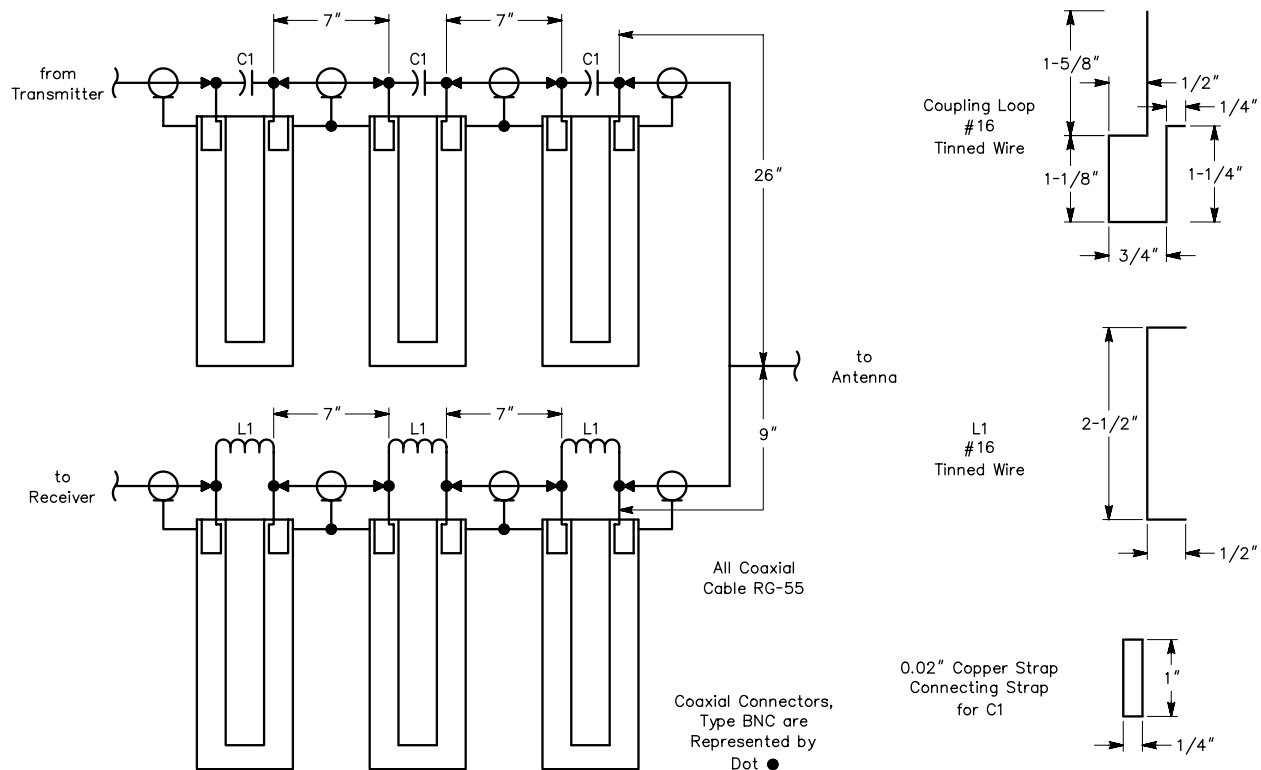 7″
7″
C1
C1
C1
from
Transmitter
26″
to
Antenna
7″
7″
9″
L1
L1
L1
to
Receiver
All Coaxial
Cable RG-55
Coaxial Connectors,
Type BNC are
Represented by
Dot ●
Coupling Loop
#16
Tinned Wire
1-5/8″
1/2″
1/4″
1-1/8″
1-1/4″
3/4″
L1
#16
Tinned Wire
2-1/2″
1/2″
0.02″ Copper Strap
Connecting Strap
for C1
1″
1/4″